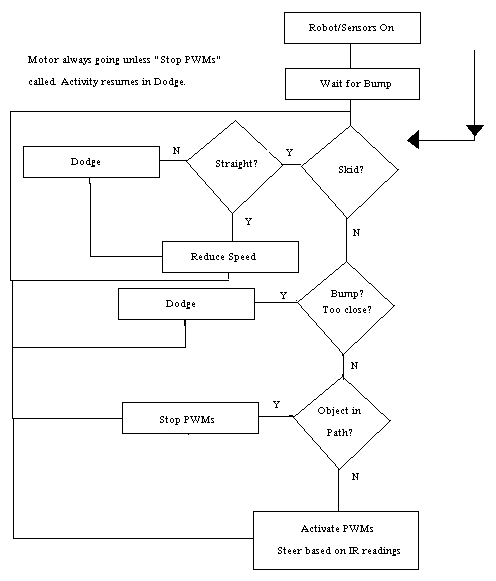 Robot/Sensors On
Motor always going unless "Stop PWMs"
called. Activity resumes in Dodge.
Wait for Bump
Y
N
Dodge
Straight?
Skid?
Y
N
Reduce Speed
Bump?
Too close?
Y
Dodge
N
Y
Object in
Path?
Stop PWMs
N
Activate PWMs
Steer based on IR readings